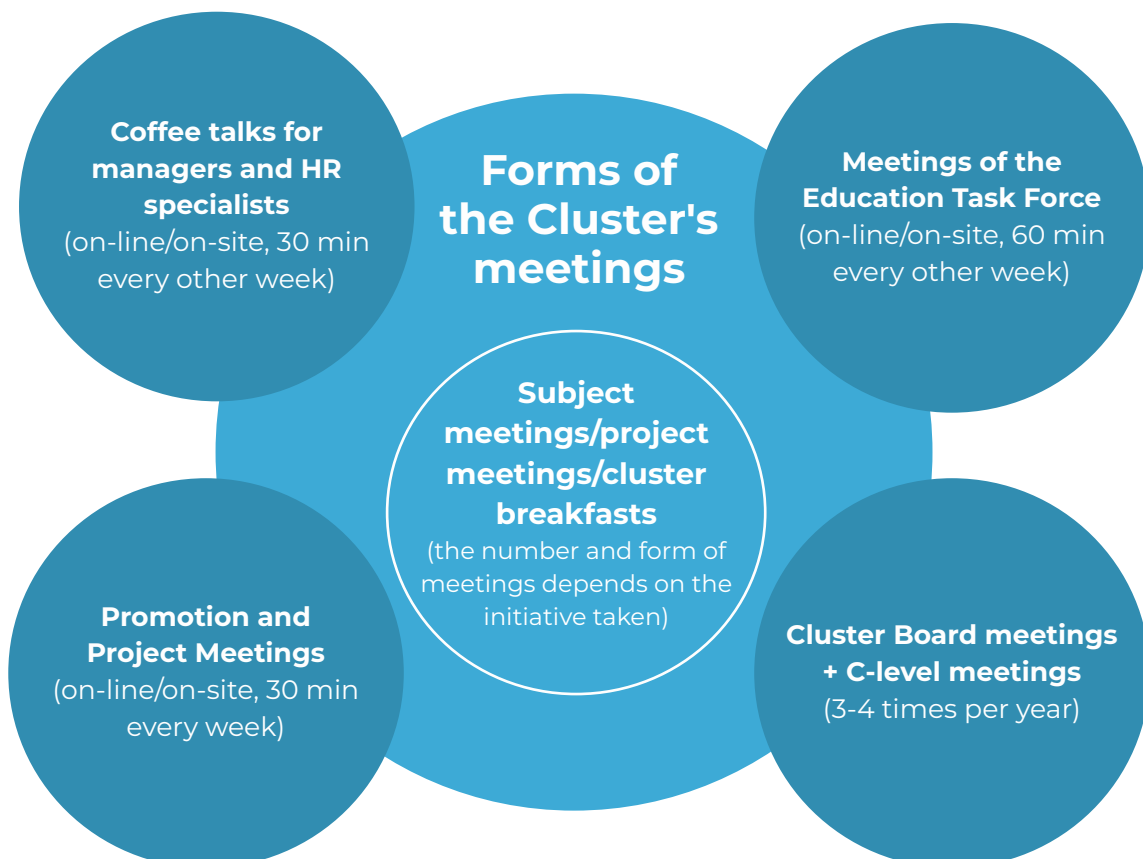 Forms of
the Cluster's
meetings
Coffee talks for
managers and HR
specialists
(on-line/on-site, 30 min
every other week)
Meetings of the
Education Task Force
(on-line/on-site, 60 min
every other week)
Subject
meetings/project
meetings/cluster
breakfasts
(the number and form of
meetings depends on the
initiative taken)
Promotion and
Project Meetings
(on-line/on-site, 30 min
every week)
Cluster Board meetings
+ C-level meetings
(3-4 times per year)